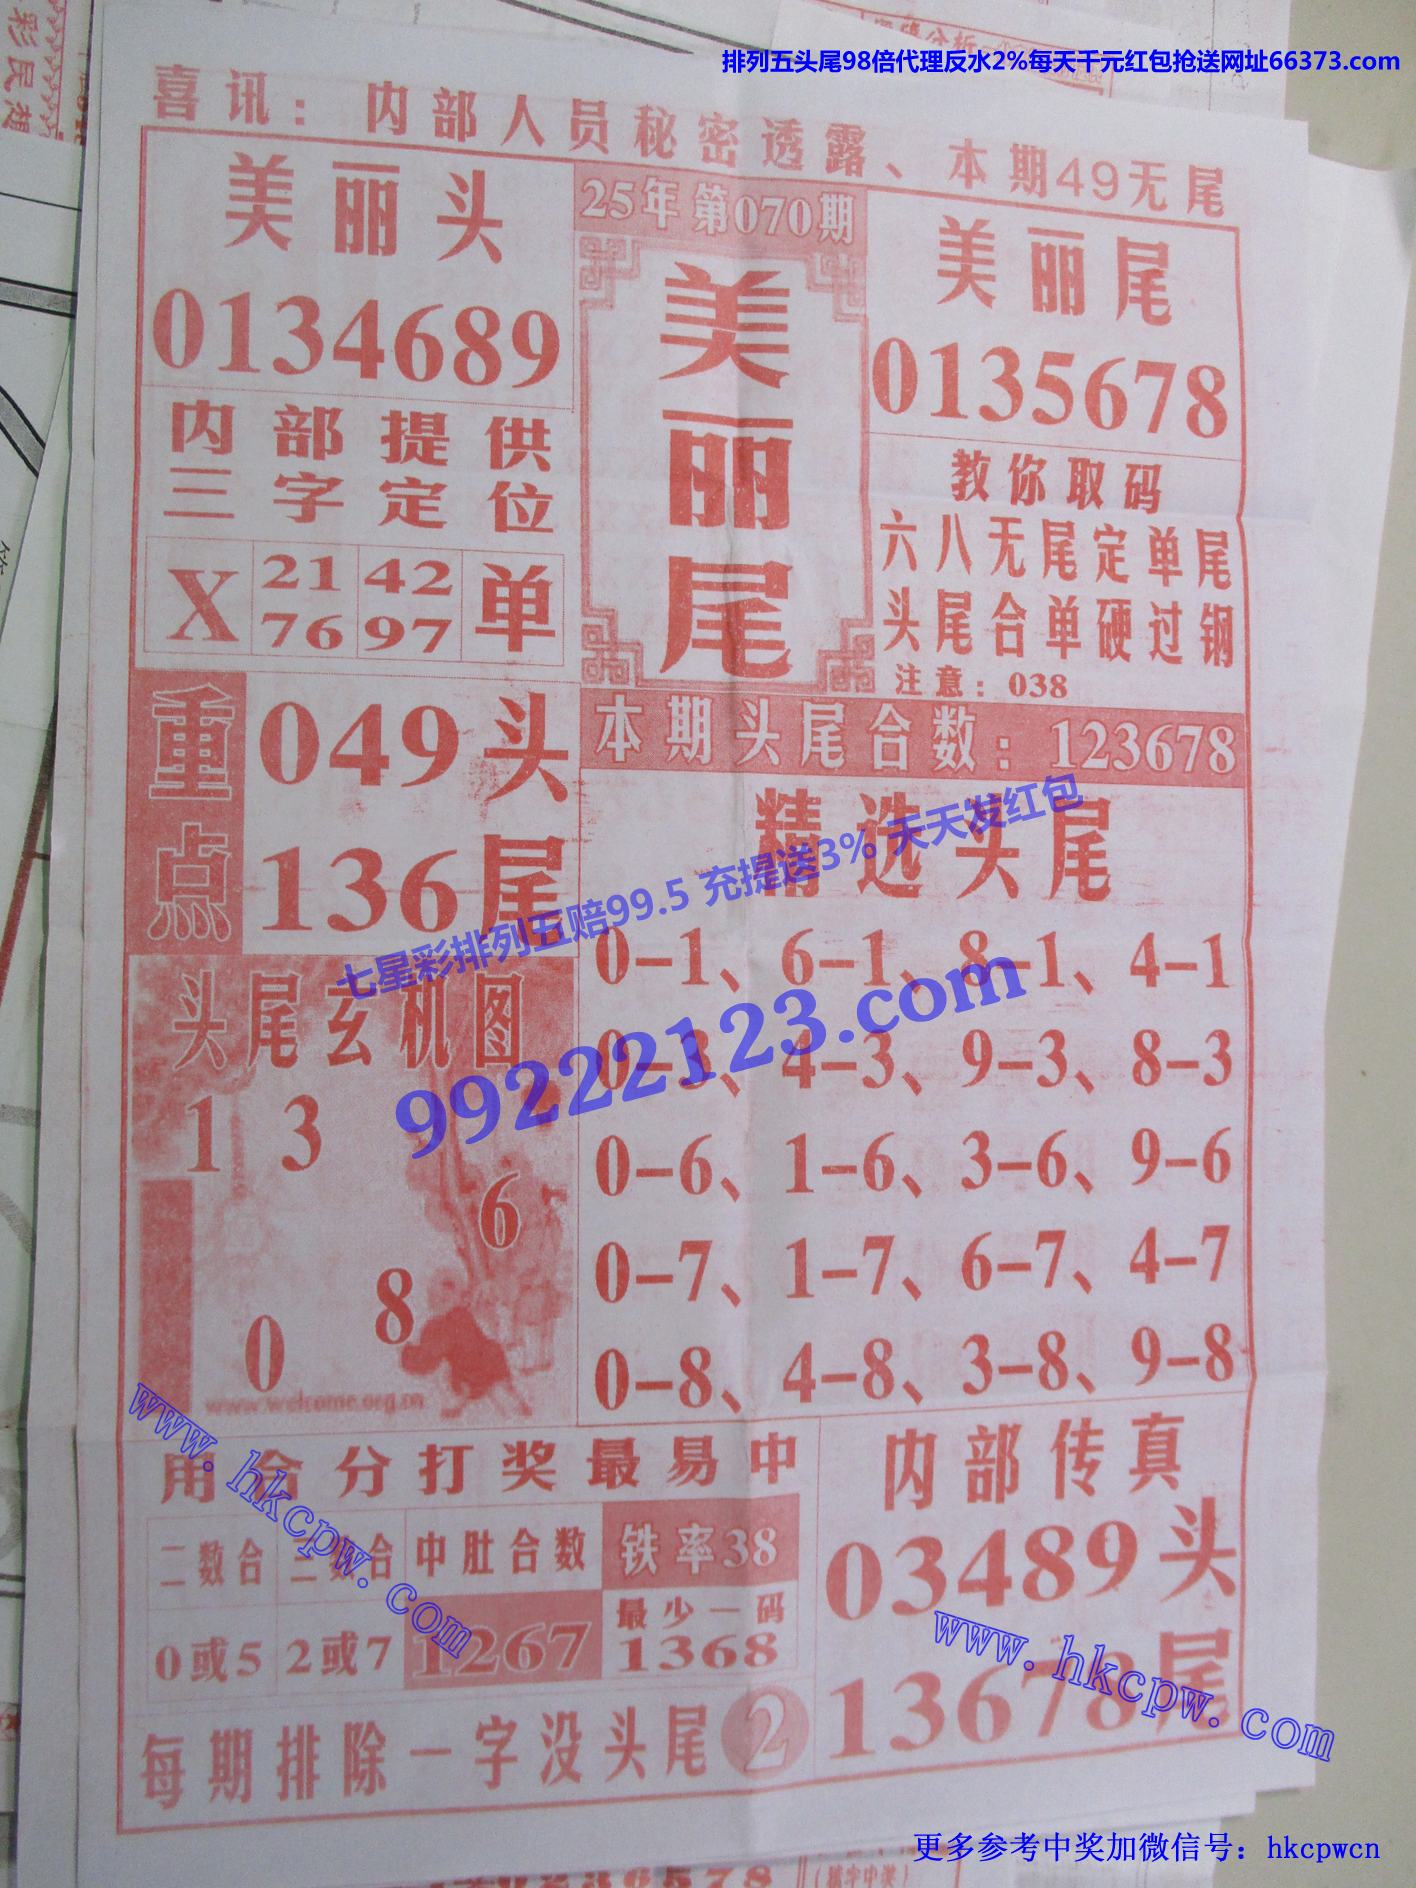 排列五头尾98倍代理反水2%每天千元红包抢送网址66373.com
彩民
喜讯：内部人员秘密透露、本期49无尾
美丽头
0134689
25年第070期
美丽尾
美丽尾
0135678
内部提供
三字定位
X 21 42 单
76 97
教你取码
六八无尾定单尾
头尾合单硬过钢
注意：038
重点
049头
136尾
本期头尾合数：123678
精选头尾
0-1、6-1、8-1、4-1
0-3、4-3、9-3、8-3
0-6、1-6、3-6、9-6
0-7、1-7、6-7、4-7
0-8、4-8、3-8、9-8
七星彩排列五赔99.5 充提送3% 天天发红包
99222123.com
头尾玄机图
1 3
6
8
0
www.welcome.org.cn
www.hkcpw.com
用合分打奖最易中
二数合 三数合 中肚合数 铁率38
0或5 2或7 1267 最少一码
1368
每期排除一字没头尾②
内部传真
03489头
13678尾
www.hkcpw.com
更多参考中奖加微信号：hkcpwcn